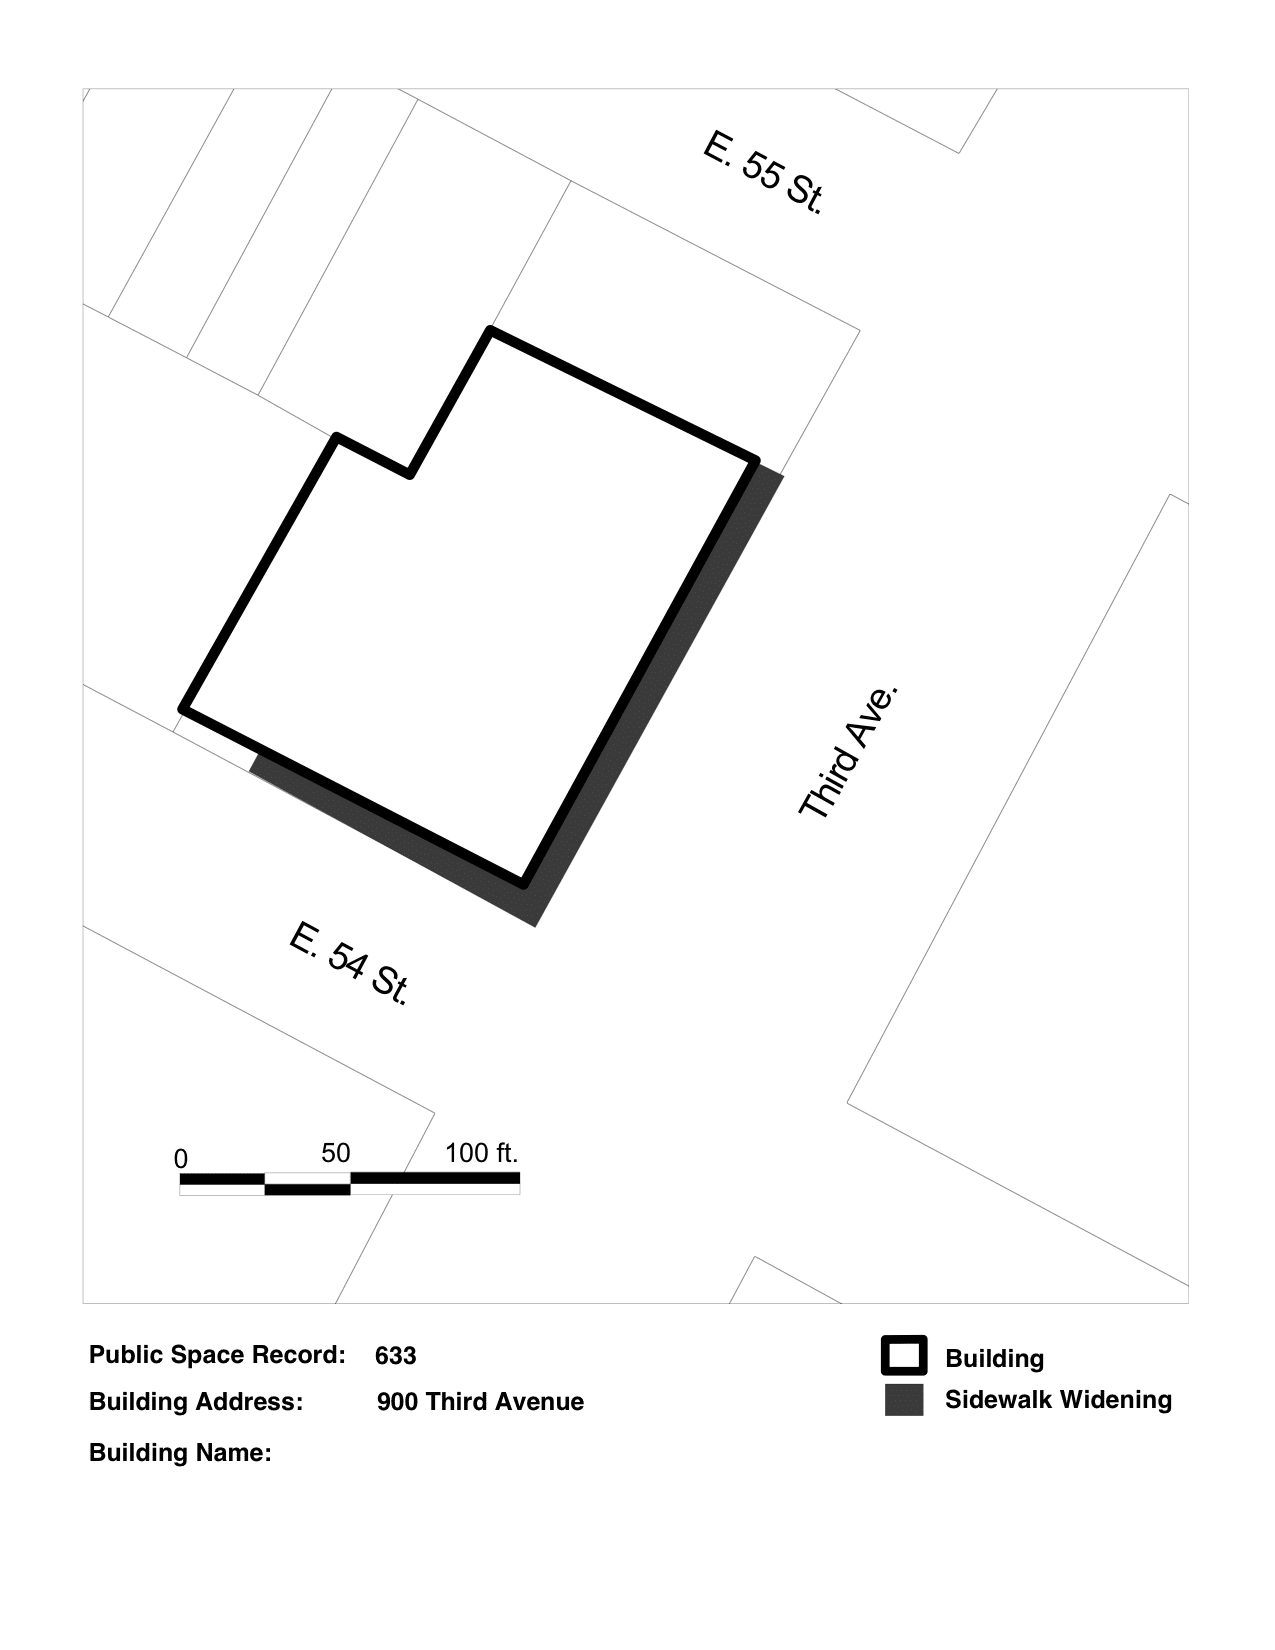 E. 55 St.
Third Ave.
E. 54 St.
0 50 100 ft.
Public Space Record: 633
Building Address: 900 Third Avenue
Building Name:
Building
Sidewalk Widening